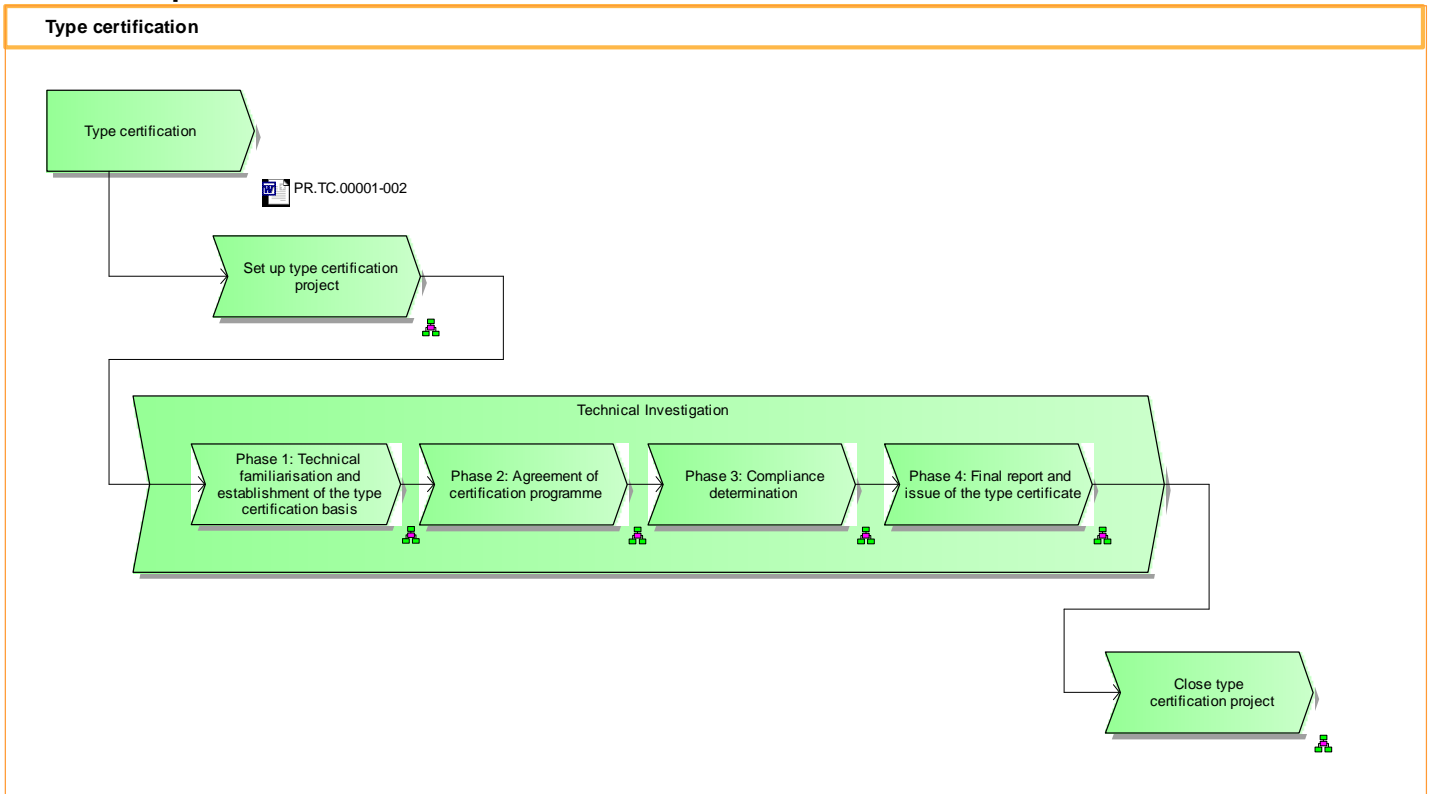 Type certification
Type certification
PR.TC.00001-002
Set up type certification
project
Technical Investigation
Phase 1: Technical
familiarisation and
establishment of the type
certification basis
Phase 2: Agreement of
certification programme
Phase 3: Compliance
determination
Phase 4: Final report and
issue of the type certificate
Close type
certification project